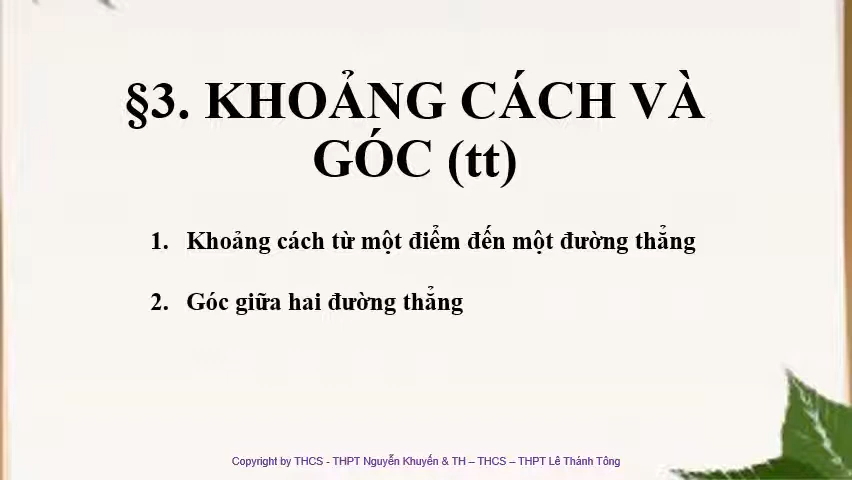 §3. KHOẢNG CÁCH VÀ
GÓC (tt)
1. Khoảng cách từ một điểm đến một đường thẳng
2. Góc giữa hai đường thẳng
Copyright by THCS - THPT Nguyễn Khuyến & TH – THCS – THPT Lê Thánh Tông